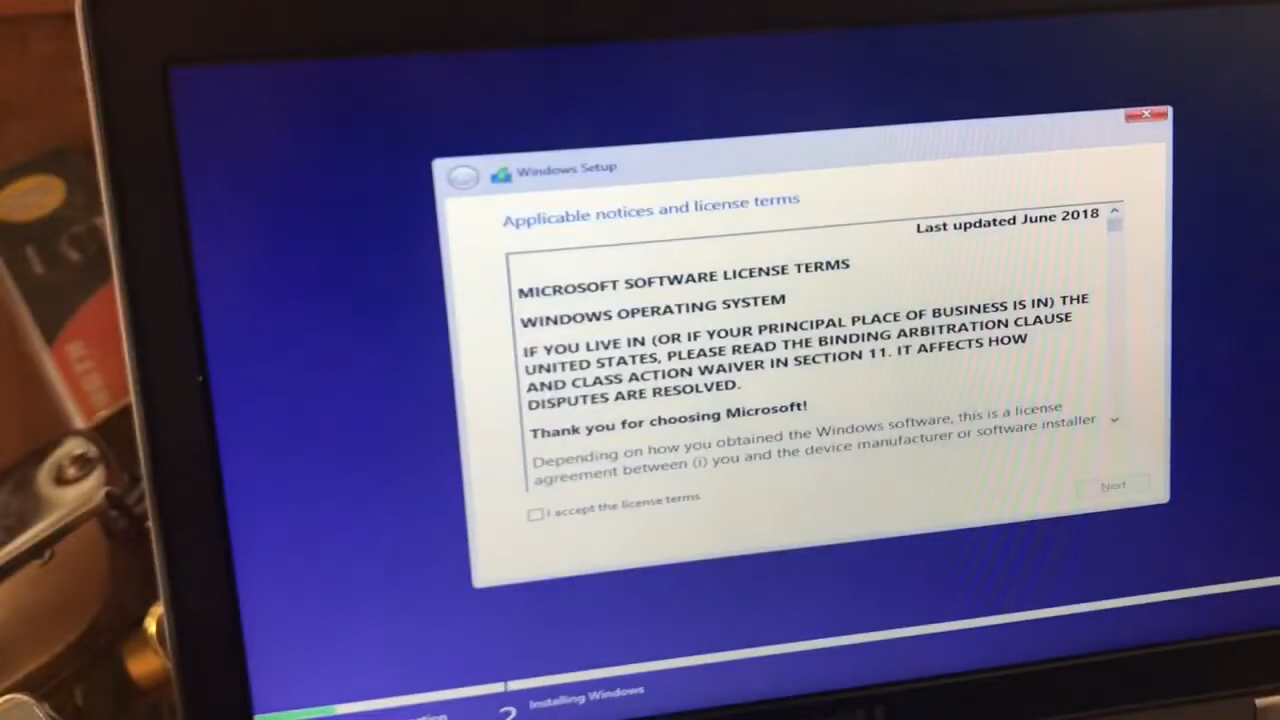 Windows Setup
Applicable notices and license terms
Last updated June 2018
MICROSOFT SOFTWARE LICENSE TERMS
WINDOWS OPERATING SYSTEM
IF YOU LIVE IN (OR IF YOUR PRINCIPAL PLACE OF BUSINESS IS IN) THE
UNITED STATES, PLEASE READ THE BINDING ARBITRATION CLAUSE
AND CLASS ACTION WAIVER IN SECTION 11. IT AFFECTS HOW
DISPUTES ARE RESOLVED.
Thank you for choosing Microsoft!
Depending on how you obtained the Windows software, this is a license
agreement between (i) you and the device manufacturer or software installer
I accept the license terms
Next
2 Installing Windows